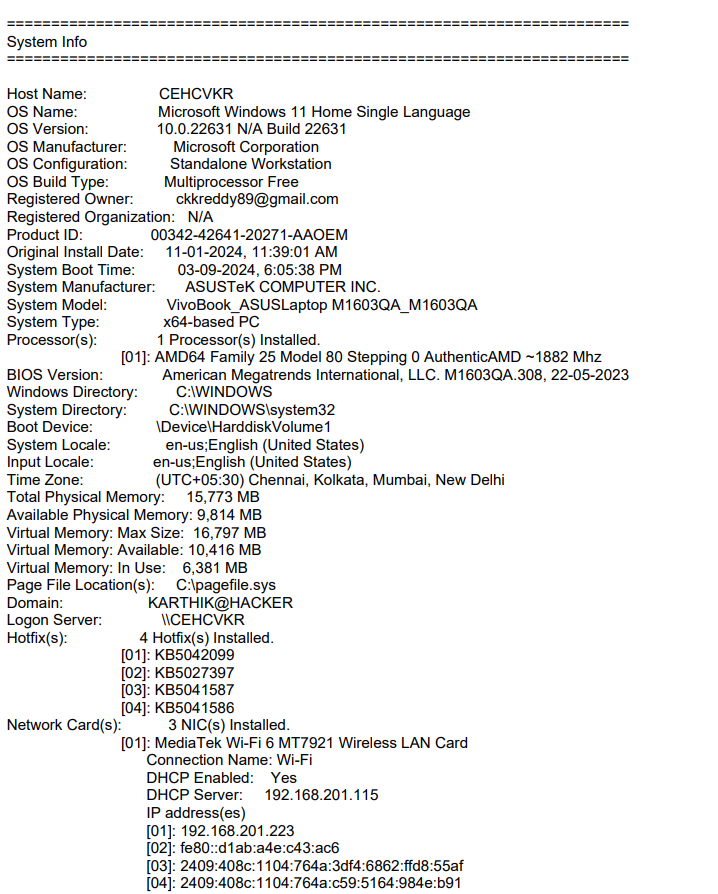 ======================================================================
System Info
======================================================================
Host Name: CEHCVKR
OS Name: Microsoft Windows 11 Home Single Language
OS Version: 10.0.22631 N/A Build 22631
OS Manufacturer: Microsoft Corporation
OS Configuration: Standalone Workstation
OS Build Type: Multiprocessor Free
Registered Owner: ckkreddy89@gmail.com
Registered Organization: N/A
Product ID: 00342-42641-20271-AAOEM
Original Install Date: 11-01-2024, 11:39:01 AM
System Boot Time: 03-09-2024, 6:05:38 PM
System Manufacturer: ASUSTeK COMPUTER INC.
System Model: VivoBook_ASUSLaptop M1603QA_M1603QA
System Type: x64-based PC
Processor(s): 1 Processor(s) Installed.
[01]: AMD64 Family 25 Model 80 Stepping 0 AuthenticAMD ~1882 Mhz
BIOS Version: American Megatrends International, LLC. M1603QA.308, 22-05-2023
Windows Directory: C:\WINDOWS
System Directory: C:\WINDOWS\system32
Boot Device: \Device\HarddiskVolume1
System Locale: en-us;English (United States)
Input Locale: en-us;English (United States)
Time Zone: (UTC+05:30) Chennai, Kolkata, Mumbai, New Delhi
Total Physical Memory: 15,773 MB
Available Physical Memory: 9,814 MB
Virtual Memory: Max Size: 16,797 MB
Virtual Memory: Available: 10,416 MB
Virtual Memory: In Use: 6,381 MB
Page File Location(s): C:\pagefile.sys
Domain: KARTHIK@HACKER
Logon Server: \\CEHCVKR
Hotfix(s): 4 Hotfix(s) Installed.
[01]: KB5042099
[02]: KB5027397
[03]: KB5041587
[04]: KB5041586
Network Card(s): 3 NIC(s) Installed.
[01]: MediaTek Wi-Fi 6 MT7921 Wireless LAN Card
Connection Name: Wi-Fi
DHCP Enabled: Yes
DHCP Server: 192.168.201.115
IP address(es)
[01]: 192.168.201.223
[02]: fe80::d1ab:a4e:c43:ac6
[03]: 2409:408c:1104:764a:3df4:6862:ffd8:55af
[04]: 2409:408c:1104:764a:c59:5164:984e:b91